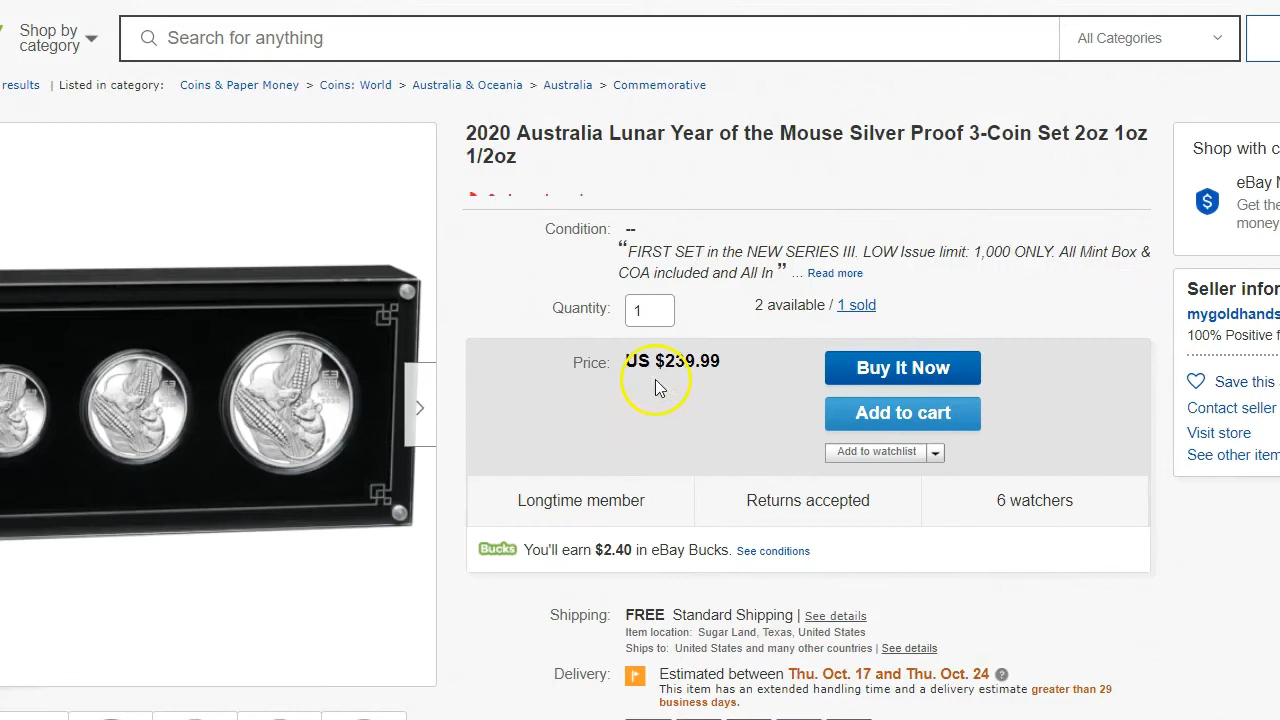 Shop by
category
Search for anything
All Categories
results | Listed in category: Coins & Paper Money > Coins: World > Australia & Oceania > Australia > Commemorative
2020 Australia Lunar Year of the Mouse Silver Proof 3-Coin Set 2oz 1oz
1/2oz
Shop with c
eBay M
Get the
money
Condition: --
“FIRST SET in the NEW SERIES III. LOW Issue limit: 1,000 ONLY. All Mint Box &
COA included and All In ” ... Read more
Quantity: 1 2 available / 1 sold
Price: US $239.99
Buy It Now
Add to cart
Add to watchlist
Seller infor
mygoldhands
100% Positive f
Save this
Contact seller
Visit store
See other item
Longtime member Returns accepted 6 watchers
Bucks You'll earn $2.40 in eBay Bucks. See conditions
Shipping: FREE Standard Shipping | See details
Item location: Sugar Land, Texas, United States
Ships to: United States and many other countries | See details
Delivery: Estimated between Thu. Oct. 17 and Thu. Oct. 24 ?
This item has an extended handling time and a delivery estimate greater than 29
business days.